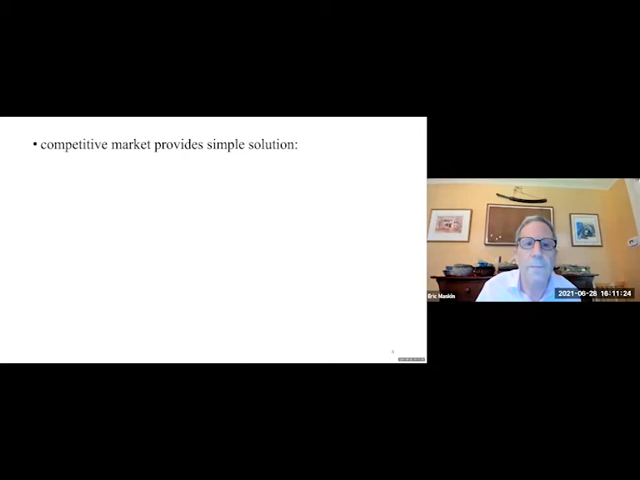 • competitive market provides simple solution:
Eric Maskin
2021-06-28 16:11:24